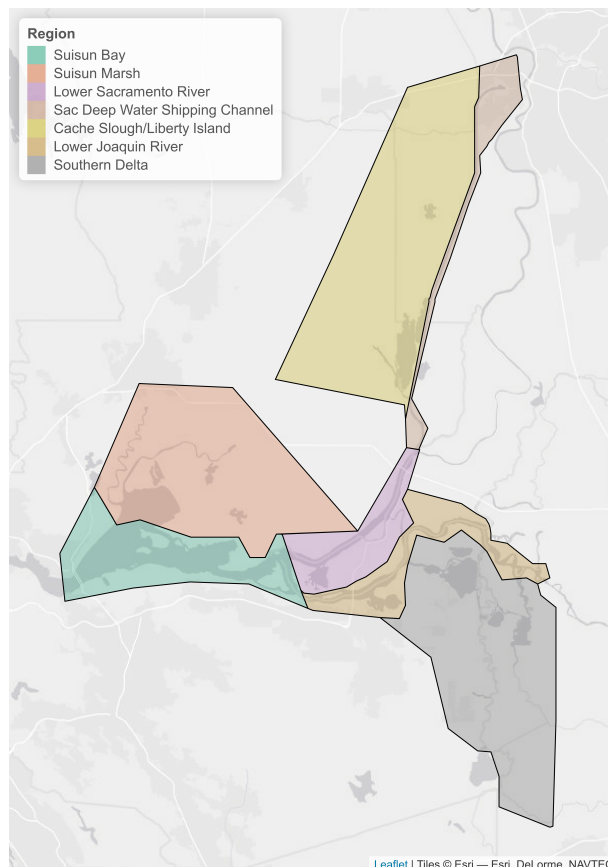 Region
Suisun Bay
Suisun Marsh
Lower Sacramento River
Sac Deep Water Shipping Channel
Cache Slough/Liberty Island
Lower Joaquin River
Southern Delta
Leaflet | Tiles © Esri — Esri, DeLorme, NAVTEQ